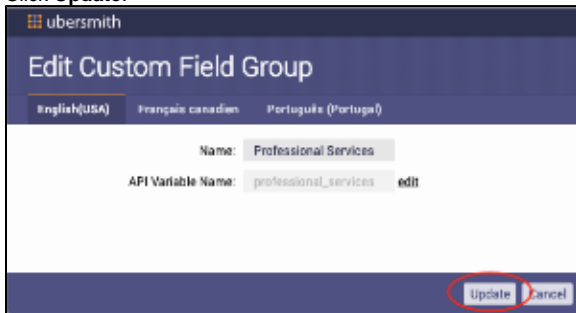 Click Update.
ubersmith
Edit Custom Field Group
English(USA) Français canadien Português (Portugal)
Name: Professional Services
API Variable Name: professional_services edit
Update Cancel